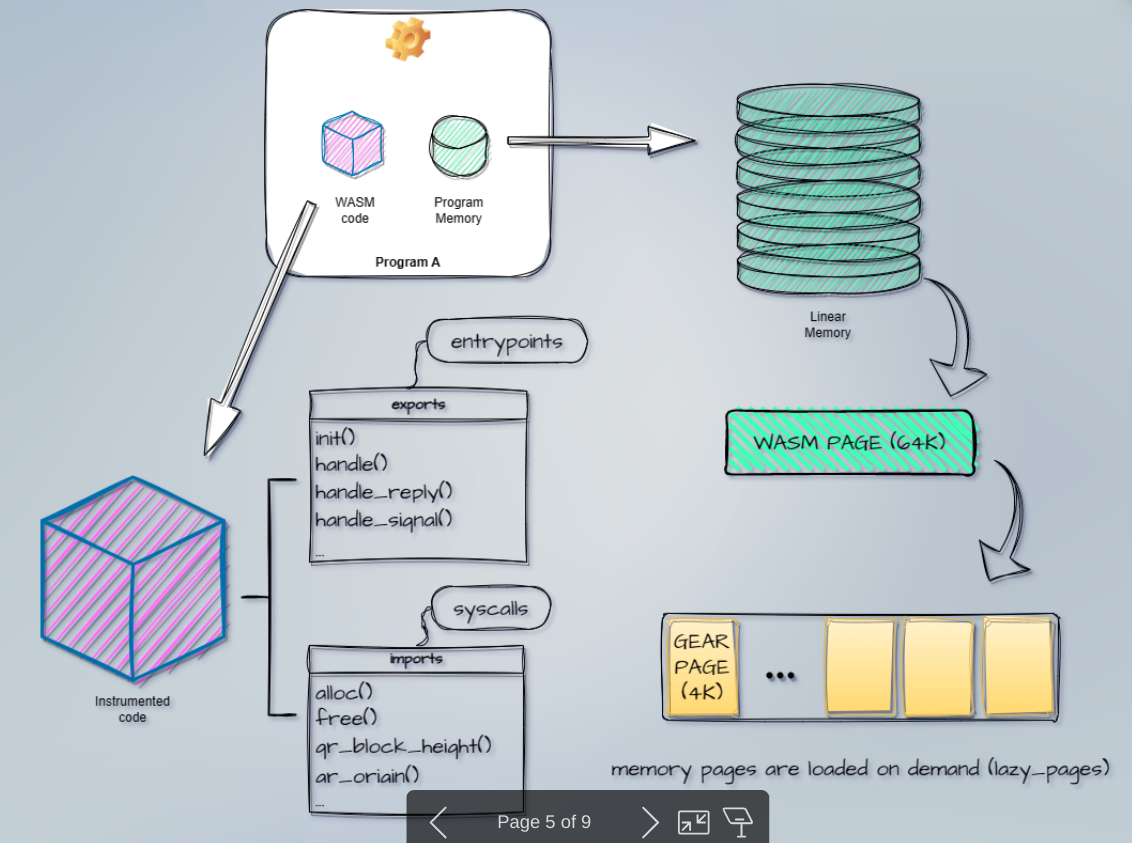 WASM
code
Program
Memory
Program A
Linear
Memory
entrypoints
exports
init()
handle()
handle_reply()
handle_signal()
...
WASM PAGE (64K)
syscalls
imports
alloc()
free()
gr_block_height()
gr_origin()
...
Instrumented
code
GEAR
PAGE
(4K)
...
memory pages are loaded on demand (lazy_pages)
Page 5 of 9